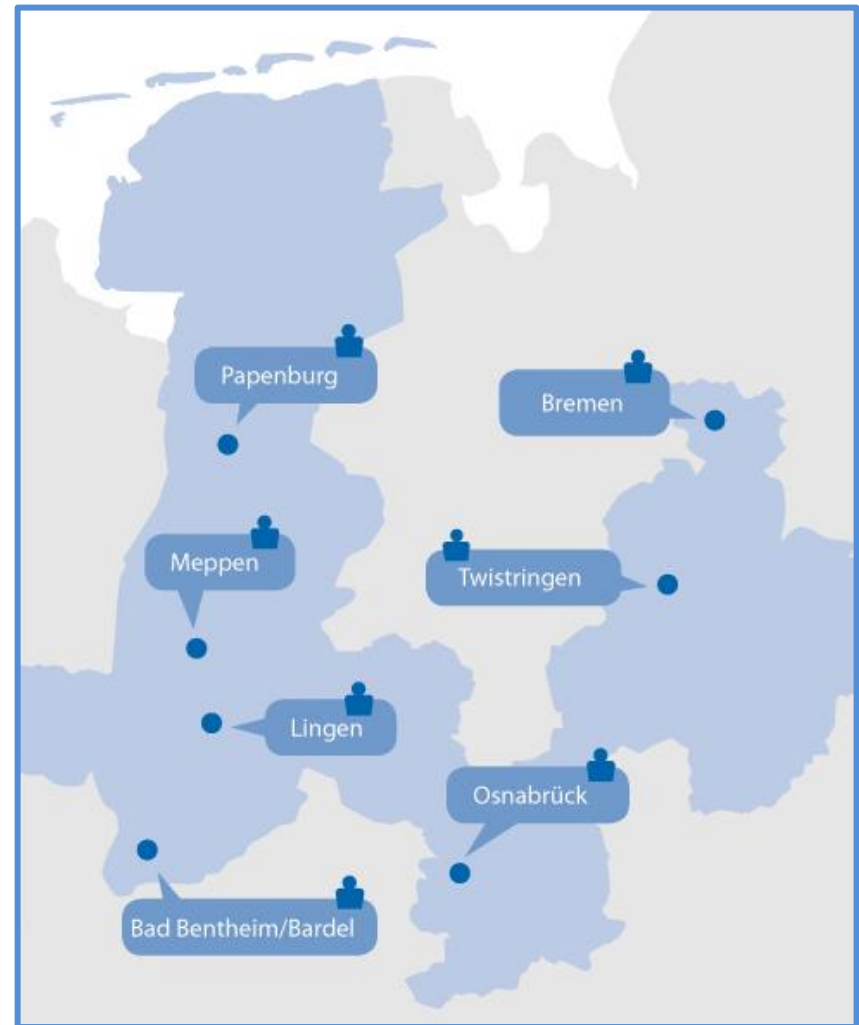 Papenburg
Bremen
Meppen
Twistringen
Lingen
Osnabrück
Bad Bentheim/Bardel